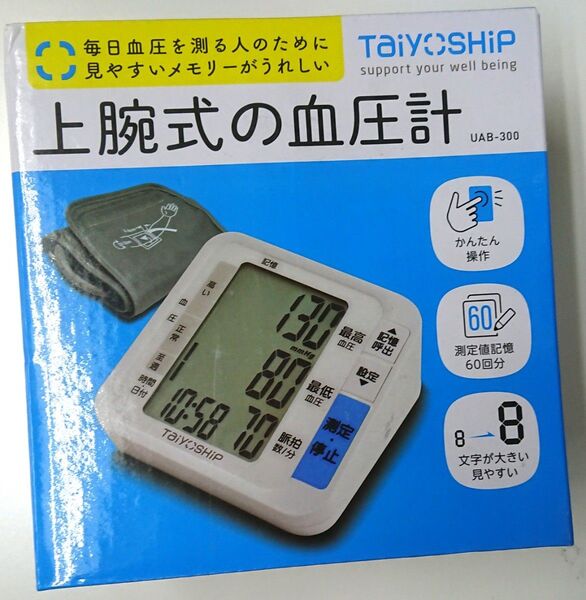 毎日血圧を測る人のために
見やすいメモリーがうれしい
TAiYOSHiP
support your well being
上腕式の血圧計
UAB-300
かんたん
操作
60
測定値記憶
60回分
8 → 8
文字が大きい
見やすい
記憶
高い
血圧
正常
至適
時間・
日付
130
mmHg
1
80
10:58
70
最高
血圧
最低
血圧
脈拍
数/分
記憶
呼出
設定
測定・
停止
TAiYOSHiP